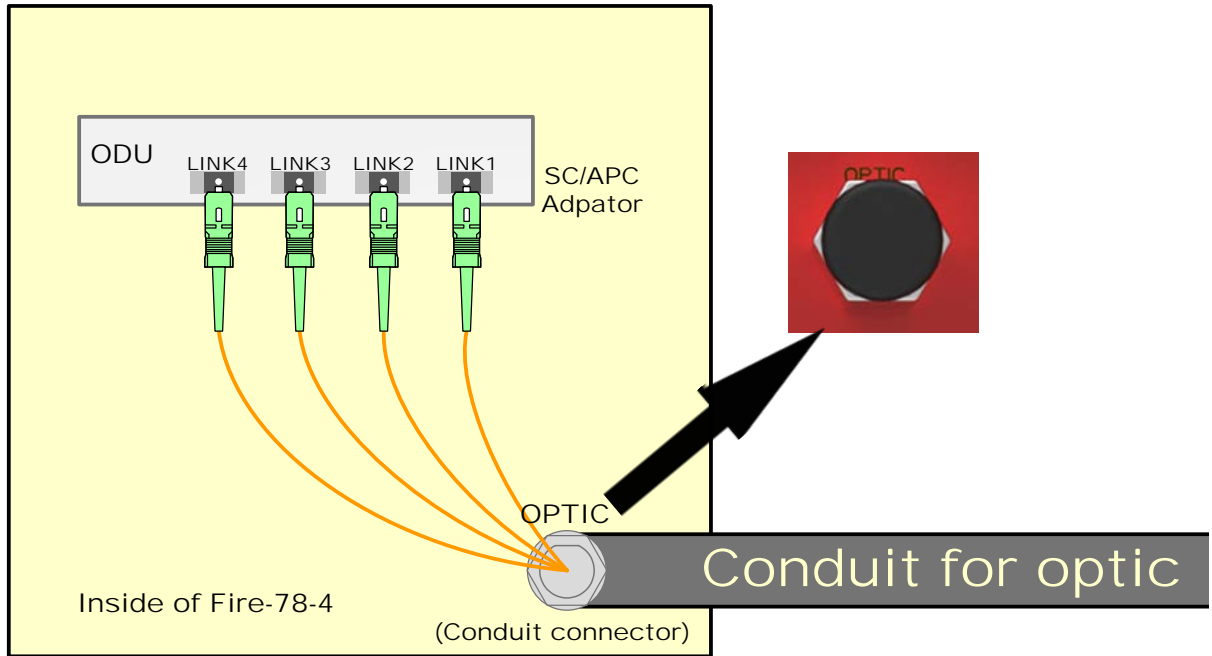 ODU
LINK4 LINK3 LINK2 LINK1
SC/APC
Adpator
OPTIC
OPTIC
Conduit for optic
Inside of Fire-78-4
(Conduit connector)